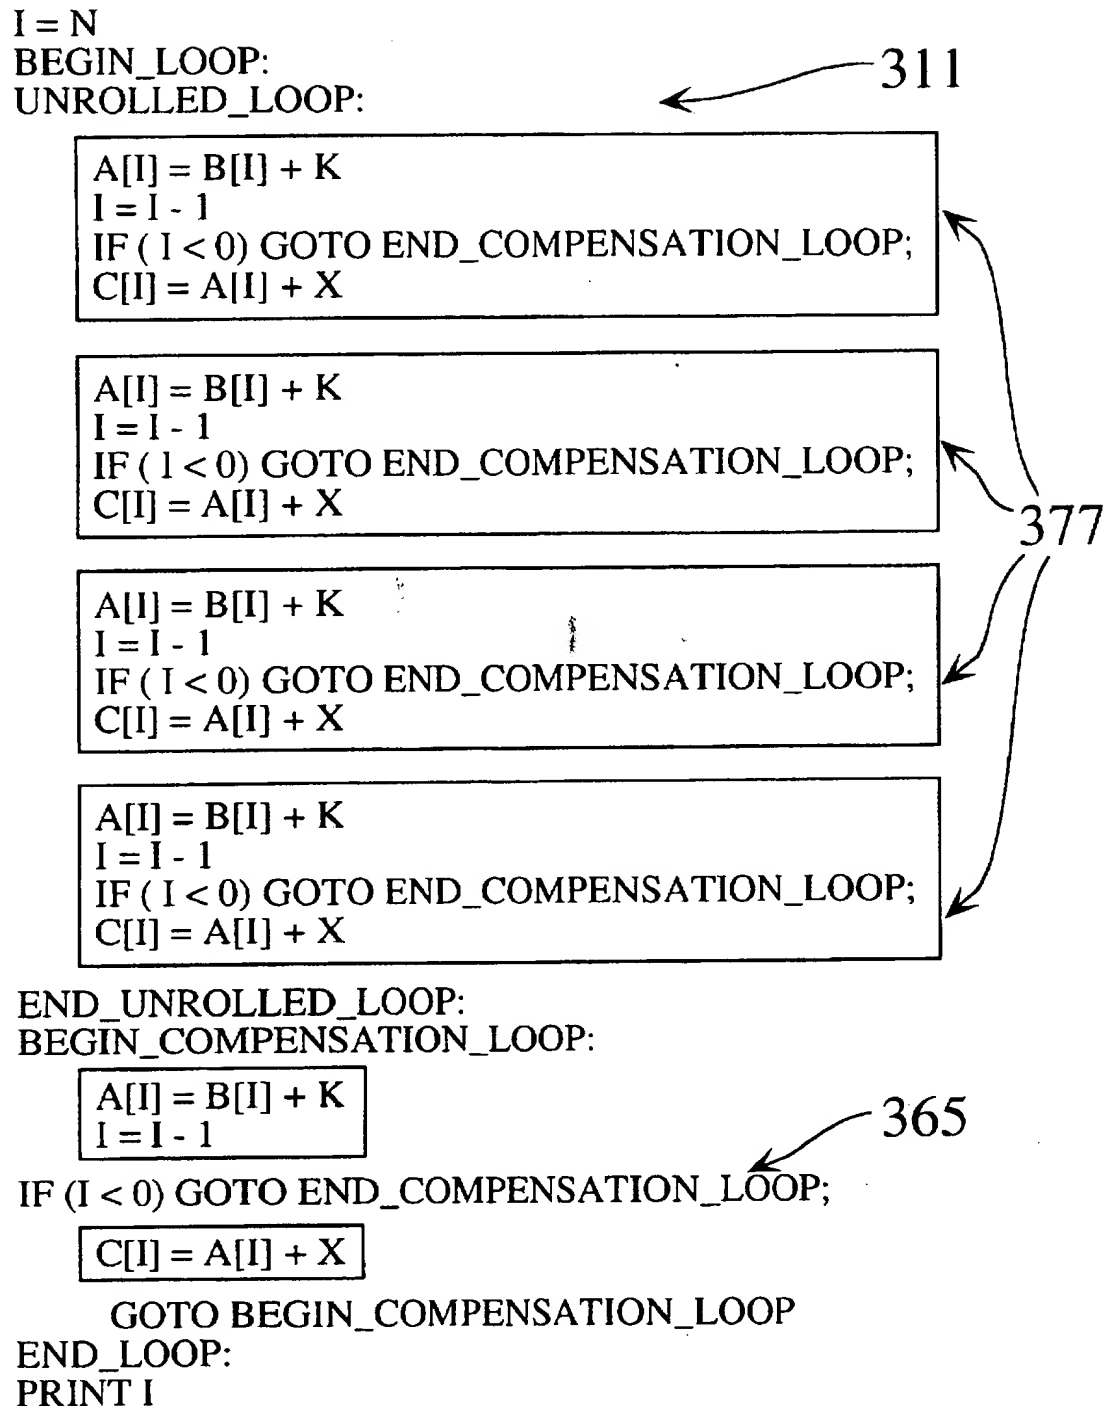 I = N
BEGIN_LOOP:
311
UNROLLED_LOOP:
A[I] = B[I] + K
I = I - 1
IF ( I < 0) GOTO END_COMPENSATION_LOOP;
C[I] = A[I] + X
A[I] = B[I] + K
I = I - 1
IF ( I < 0) GOTO END_COMPENSATION_LOOP;
C[I] = A[I] + X
377
A[I] = B[I] + K
I = I - 1
IF ( I < 0) GOTO END_COMPENSATION_LOOP;
C[I] = A[I] + X
A[I] = B[I] + K
I = I - 1
IF ( I < 0) GOTO END_COMPENSATION_LOOP;
C[I] = A[I] + X
END_UNROLLED_LOOP:
BEGIN_COMPENSATION_LOOP:
A[I] = B[I] + K
I = I - 1
365
IF (I < 0) GOTO END_COMPENSATION_LOOP;
C[I] = A[I] + X
GOTO BEGIN_COMPENSATION_LOOP
END_LOOP:
PRINT I